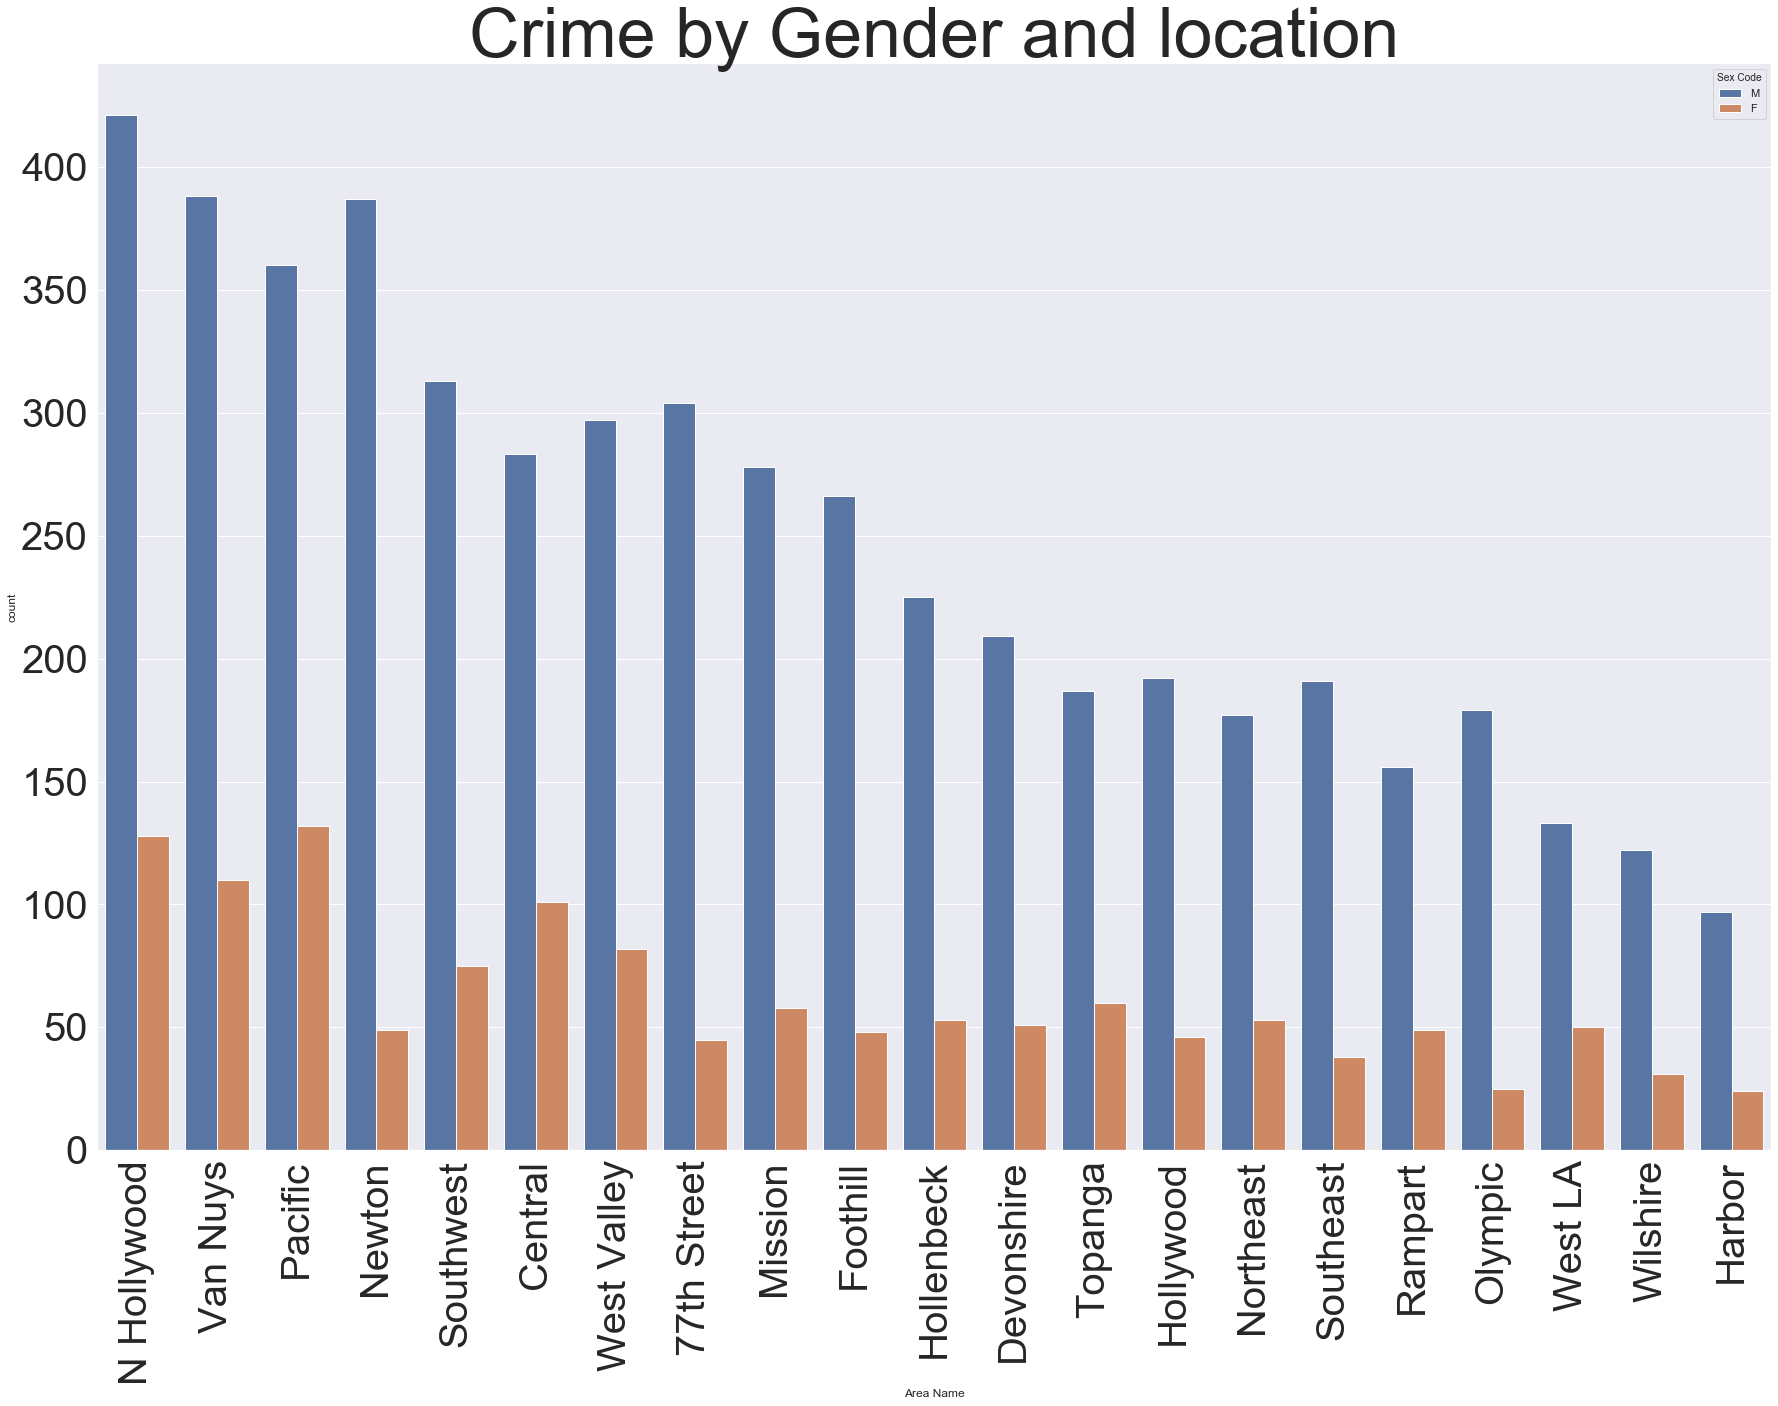 Crime by Gender and location
Sex Code
M
F
400
350
300
250
200
150
100
50
0
count
N Hollywood
Van Nuys
Pacific
Newton
Southwest
Central
West Valley
77th Street
Mission
Foothill
Hollenbeck
Devonshire
Topanga
Hollywood
Northeast
Southeast
Rampart
Olympic
West LA
Wilshire
Harbor
Area Name